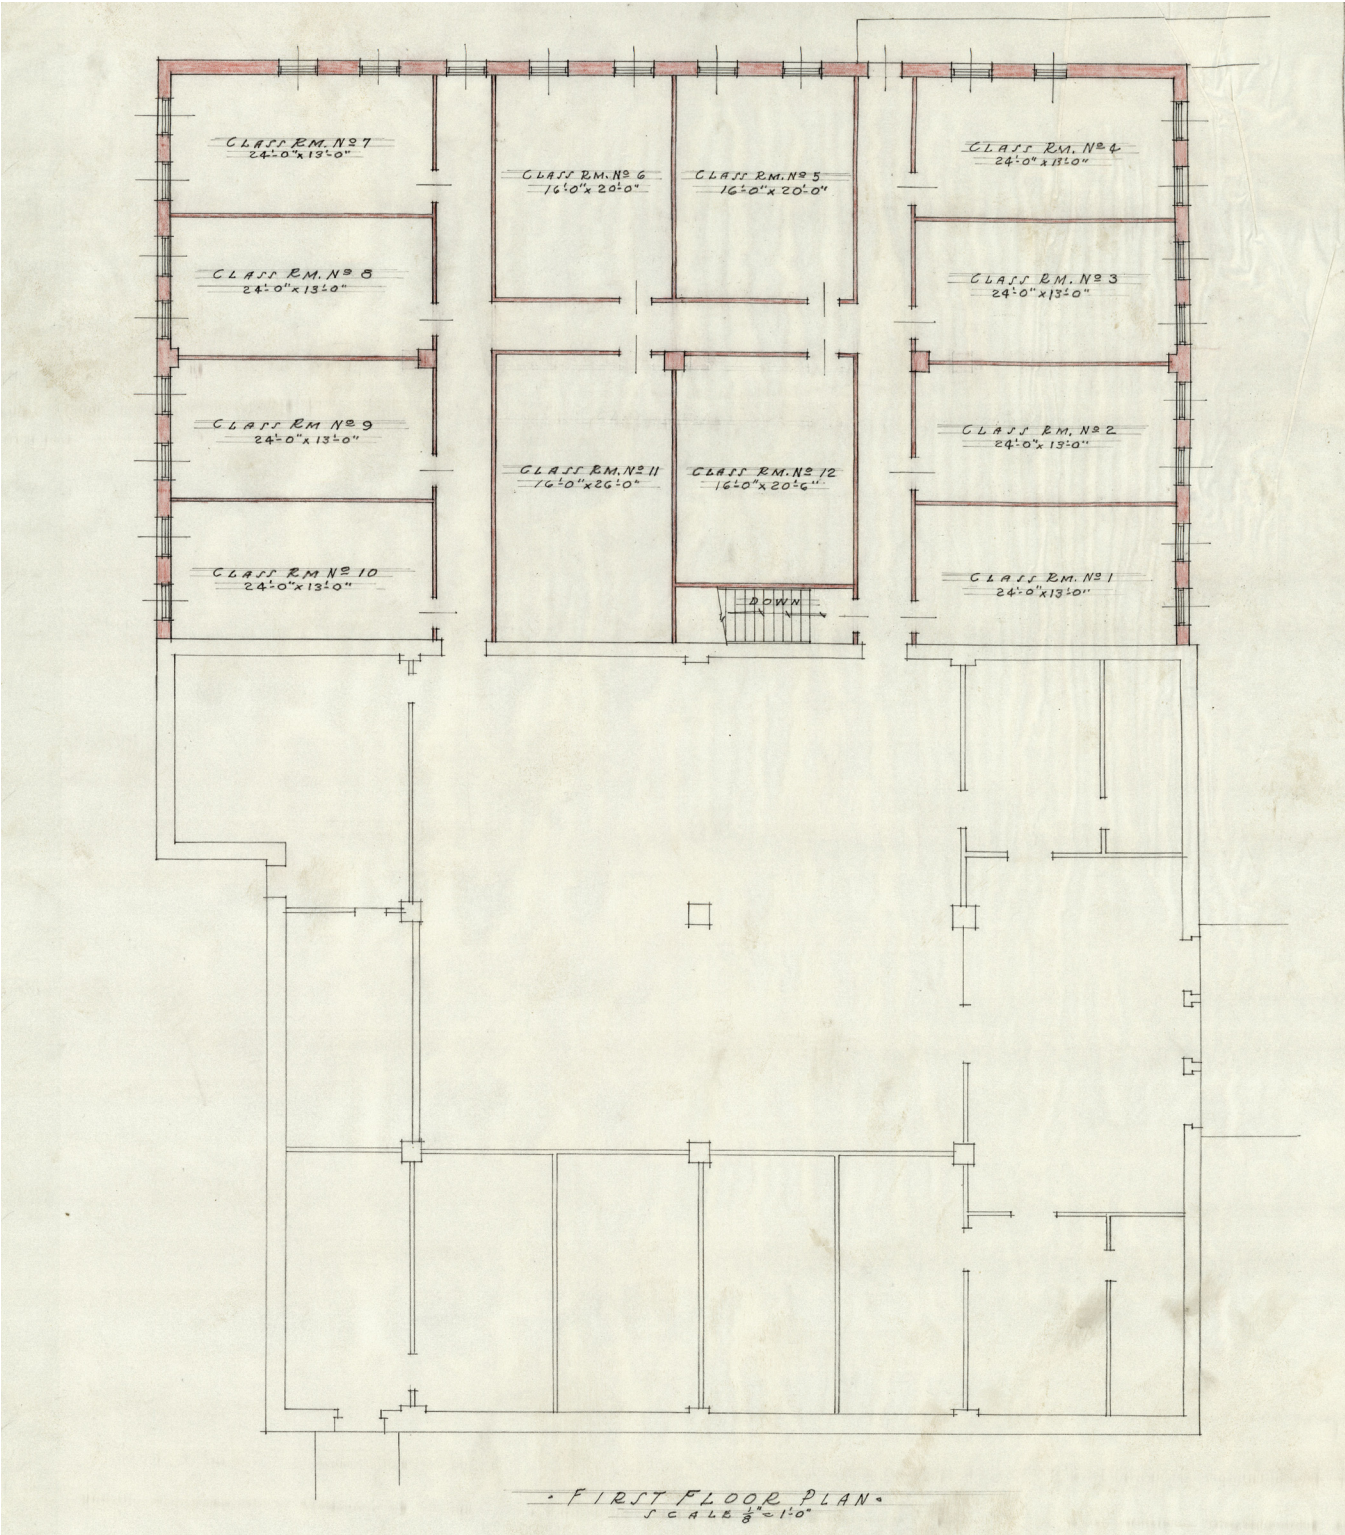 CLASS RM. Nº 7
24'-0" x 13'-0"
CLASS RM. Nº 6
16'-0" x 20'-0"
CLASS RM. Nº 5
16'-0" x 20'-0"
CLASS RM. Nº 4
24'-0" x 13'-0"
CLASS RM. Nº 8
24'-0" x 13'-0"
CLASS RM. Nº 3
24'-0" x 13'-0"
CLASS RM Nº 9
24'-0" x 13'-0"
CLASS RM. Nº 11
16'-0" x 26'-0"
CLASS RM. Nº 12
16'-0" x 20'-6"
CLASS RM. Nº 2
24'-0" x 13'-0"
CLASS RM Nº 10
24'-0" x 13'-0"
DOWN
CLASS RM. Nº 1
24'-0" x 13'-0"
· FIRST FLOOR PLAN ·
SCALE 1/8" = 1'-0"